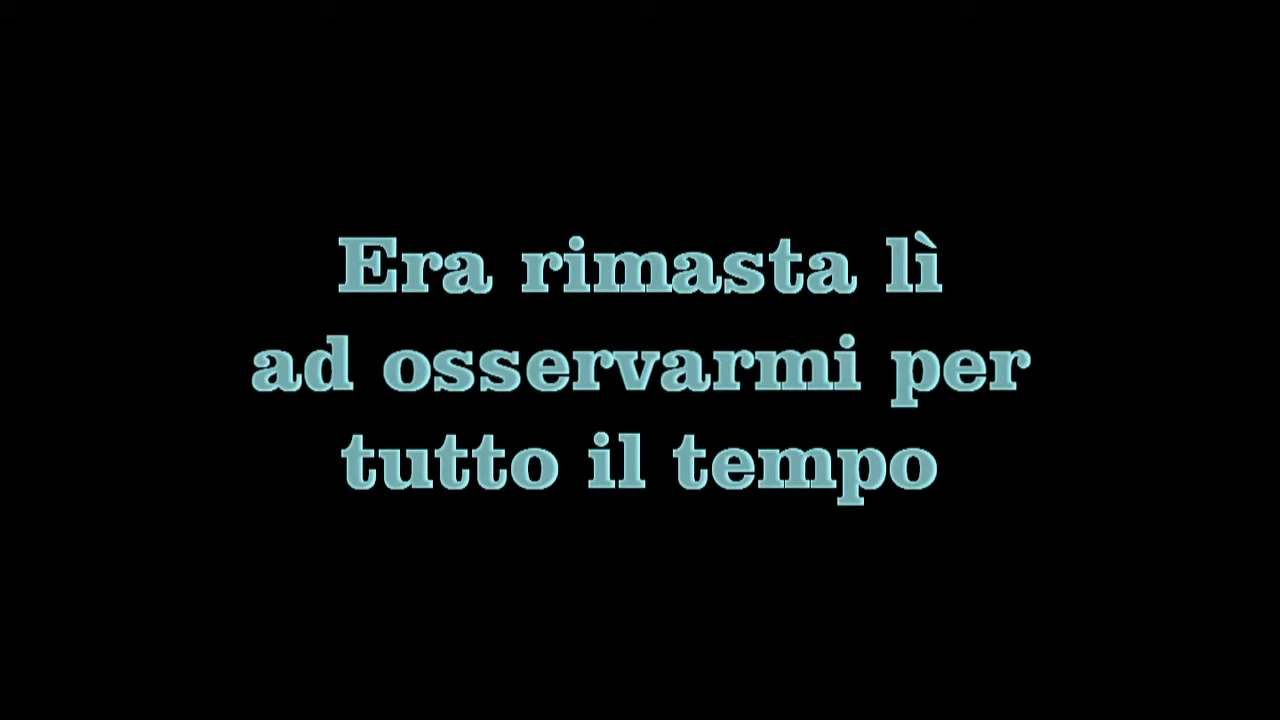 Era rimasta lì
ad osservarmi per
tutto il tempo